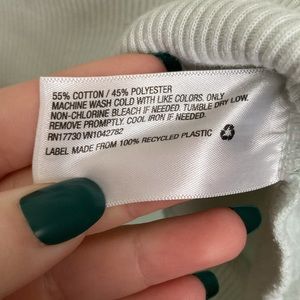 55% COTTON / 45% POLYESTER
MACHINE WASH COLD WITH LIKE COLORS. ONLY
NON-CHLORINE BLEACH IF NEEDED. TUMBLE DRY LOW.
REMOVE PROMPTLY. COOL IRON IF NEEDED.
RN17730 VN1042782
LABEL MADE FROM 100% RECYCLED PLASTIC